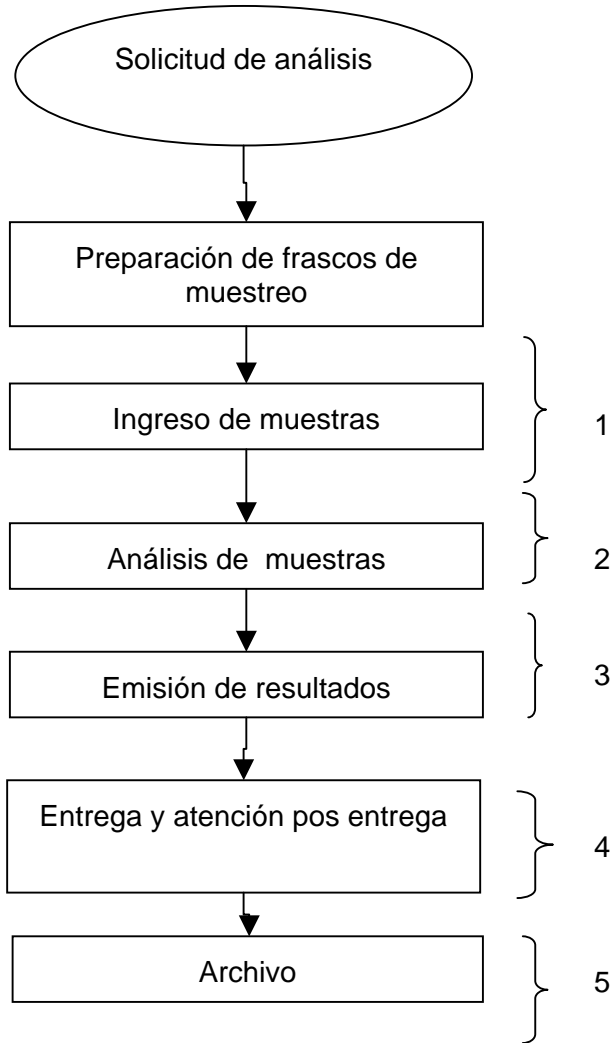 Solicitud de análisis
Preparación de frascos de
muestreo
Ingreso de muestras
1
Análisis de  muestras
2
Emisión de resultados
3
Entrega y atención pos entrega
4
Archivo
5